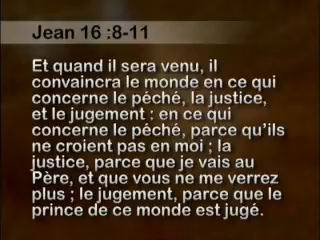 Jean 16 :8-11
Et quand il sera venu, il
convaincra le monde en ce qui
concerne le péché, la justice,
et le jugement : en ce qui
concerne le péché, parce qu'ils
ne croient pas en moi ; la
justice, parce que je vais au
Père, et que vous ne me verrez
plus ; le jugement, parce que le
prince de ce monde est jugé.